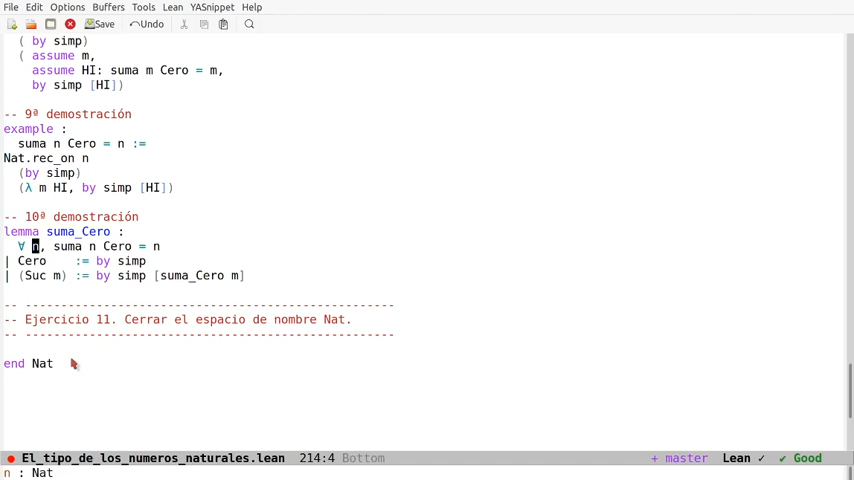 File Edit Options Buffers Tools Lean YASnippet Help
Save Undo
( by simp)
( assume m,
assume HI: suma m Cero = m,
by simp [HI])
-- 9ª demostración
example :
suma n Cero = n :=
Nat.rec_on n
(by simp)
(λ m HI, by simp [HI])
-- 10ª demostración
lemma suma_Cero :
∀ n, suma n Cero = n
| Cero    := by simp
| (Suc m) := by simp [suma_Cero m]
-- ---------------------------------------------------
-- Ejercicio 11. Cerrar el espacio de nombre Nat.
-- ---------------------------------------------------
end Nat
El_tipo_de_los_numeros_naturales.lean 214:4 Bottom + master Lean ✓ ✔ Good
n : Nat